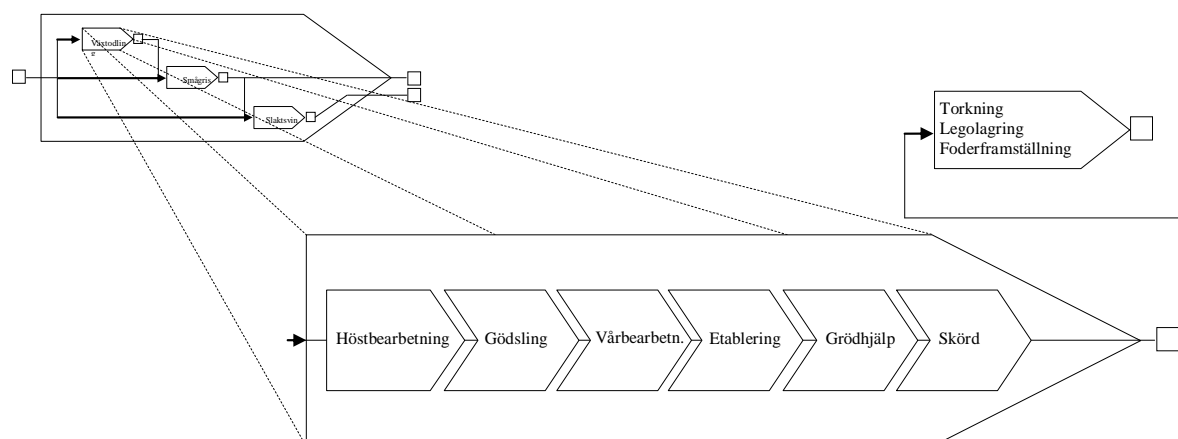 Växtodlin
g
Smågris
Slaktsvin
Torkning
Legolagring
Foderframställning
Höstbearbetning
Gödsling
Vårbearbetn.
Etablering
Grödhjälp
Skörd